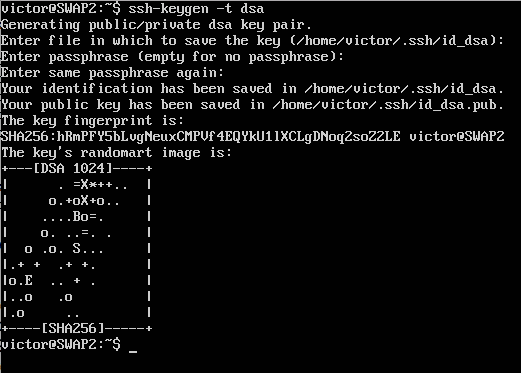 victor@SWAP2:~$ ssh-keygen -t dsa
Generating public/private dsa key pair.
Enter file in which to save the key (/home/victor/.ssh/id_dsa):
Enter passphrase (empty for no passphrase):
Enter same passphrase again:
Your identification has been saved in /home/victor/.ssh/id_dsa.
Your public key has been saved in /home/victor/.ssh/id_dsa.pub.
The key fingerprint is:
SHA256:hRmPFY5bLvgNeuxCMPVf4EQYkU1lXCLgDNoq2soZ2LE victor@SWAP2
The key's randomart image is:
+---[DSA 1024]----+
|       . =X*++..  |
|      o.+oX+o..   |
|     ....Bo=.     |
|     o. ..=. .    |
|  o .o. S...      |
|.+ +  .+ +.       |
|o.E  .. + .       |
|..o    .o         |
|.o      ..        |
+----[SHA256]-----+
victor@SWAP2:~$ _